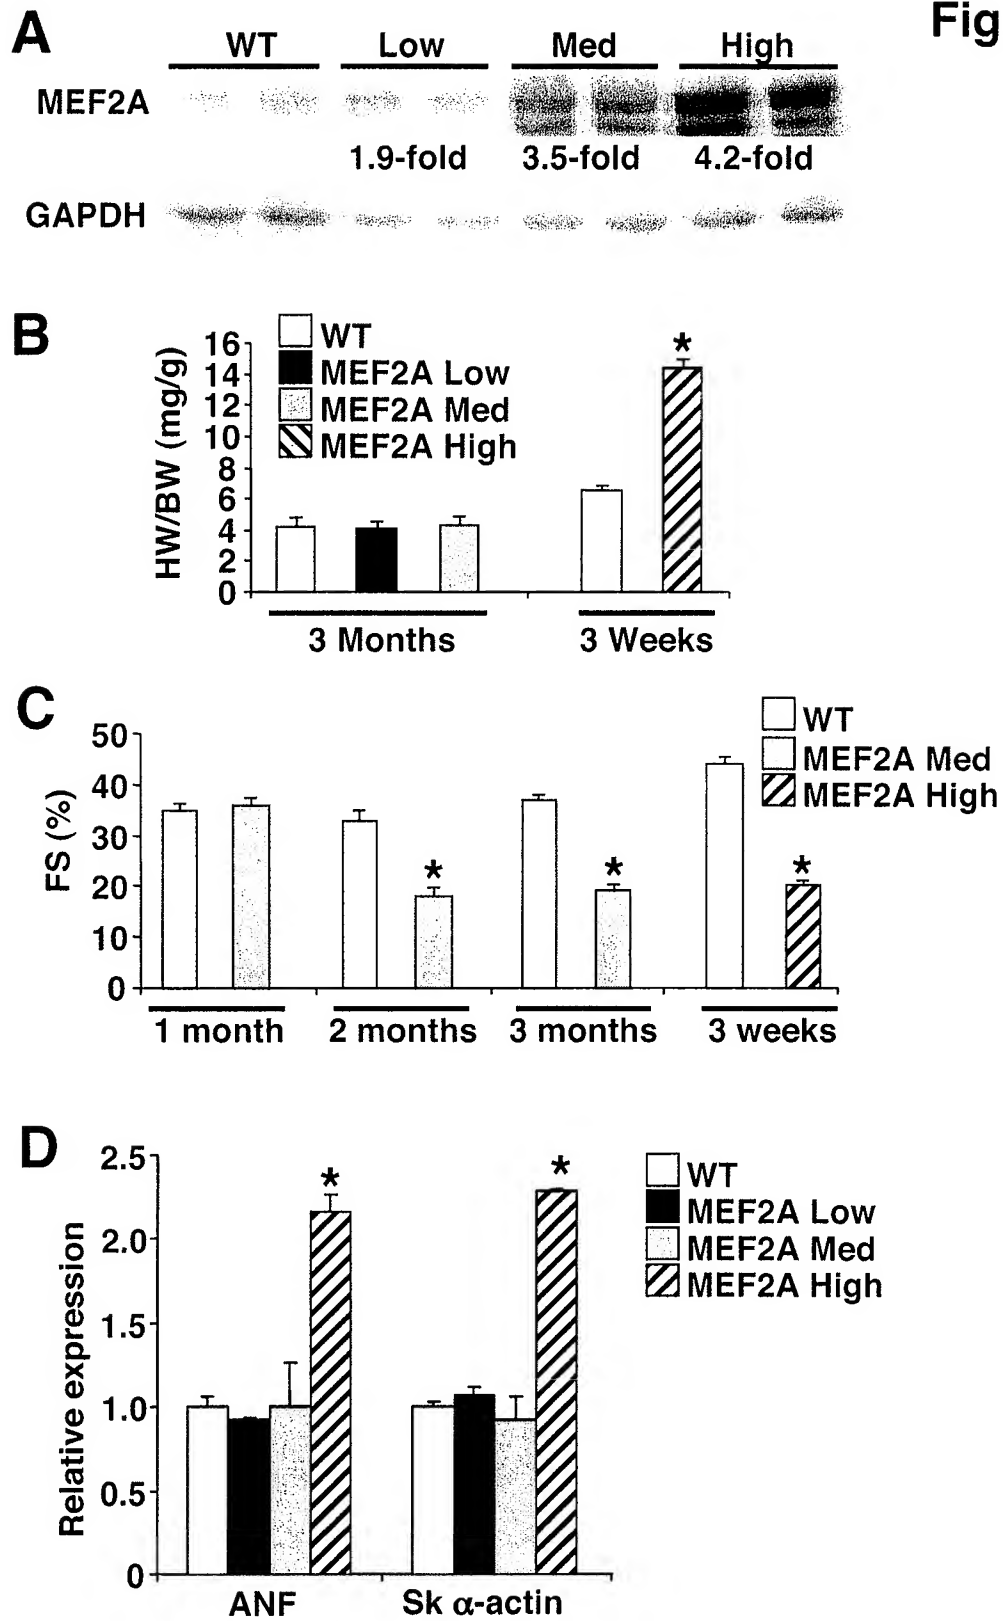 A
Fig
WT Low Med High
MEF2A
1.9-fold 3.5-fold 4.2-fold
GAPDH
B
HW/BW (mg/g)
16
14
12
10
8
6
4
2
0
WT
MEF2A Low
MEF2A Med
MEF2A High
*
3 Months 3 Weeks
C
FS (%)
50
40
30
20
10
0
WT
MEF2A Med
MEF2A High
* * *
1 month 2 months 3 months 3 weeks
D
Relative expression
2.5
2.0
1.5
1.0
0.5
0
* *
WT
MEF2A Low
MEF2A Med
MEF2A High
ANF Sk α-actin